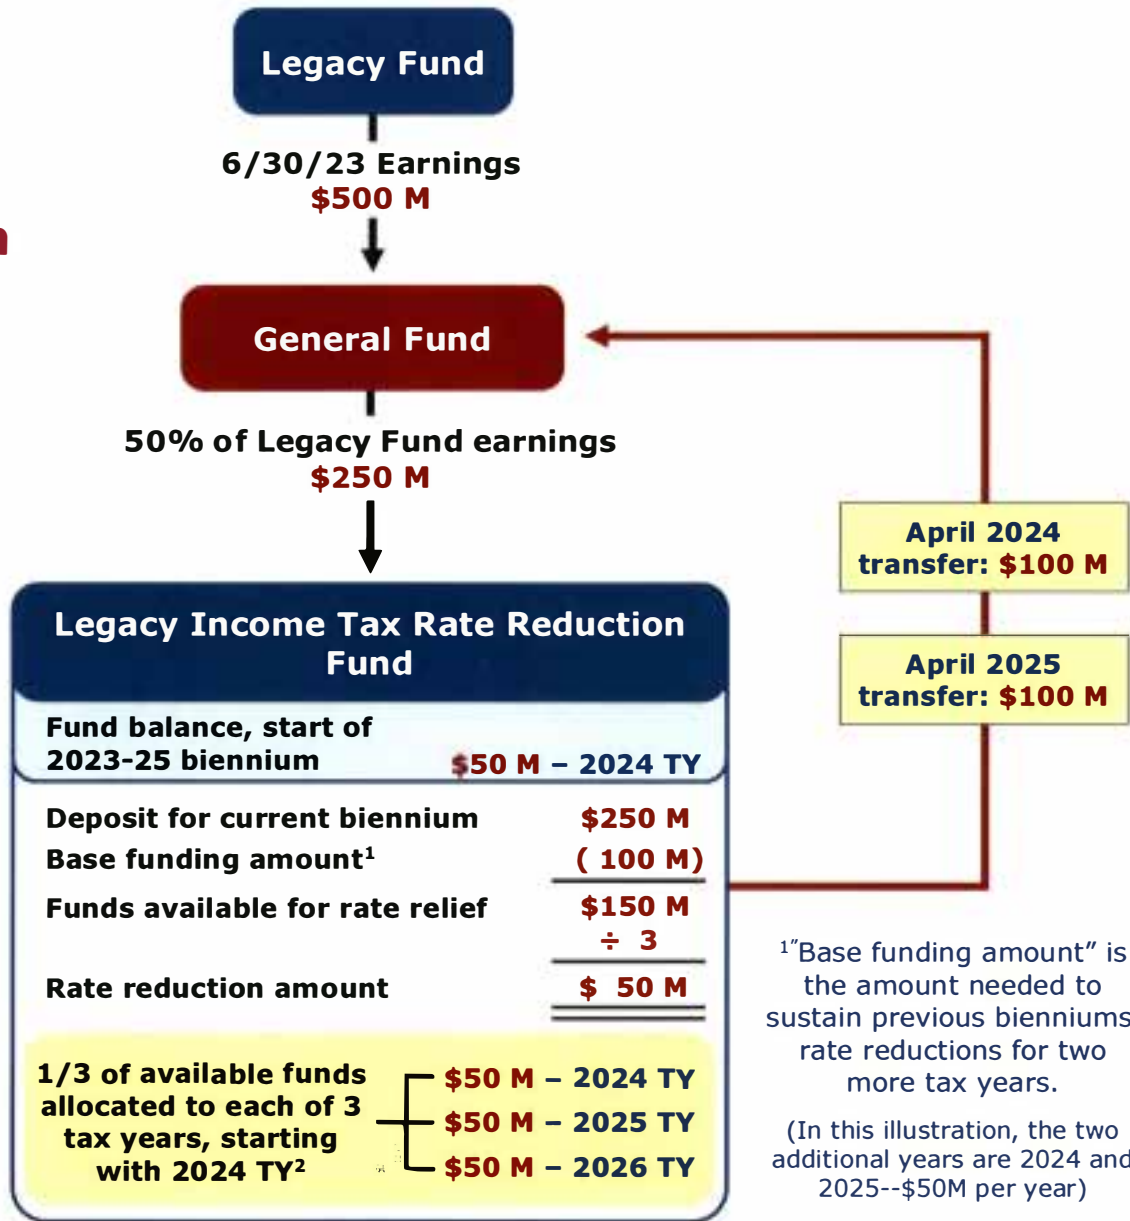 Legacy Fund
6/30/23 Earnings
$500 M
General Fund
50% of Legacy Fund earnings
$250 M
April 2024
transfer: $100 M
April 2025
transfer: $100 M
Legacy Income Tax Rate Reduction
Fund
Fund balance, start of
2023-25 biennium $50 M – 2024 TY
Deposit for current biennium $250 M
Base funding amount¹ ( 100 M)
Funds available for rate relief $150 M
÷ 3
Rate reduction amount $ 50 M
1/3 of available funds
allocated to each of 3
tax years, starting
with 2024 TY²
$50 M – 2024 TY
$50 M – 2025 TY
$50 M – 2026 TY
¹"Base funding amount" is
the amount needed to
sustain previous bienniums
rate reductions for two
more tax years.
(In this illustration, the two
additional years are 2024 and
2025--$50M per year)